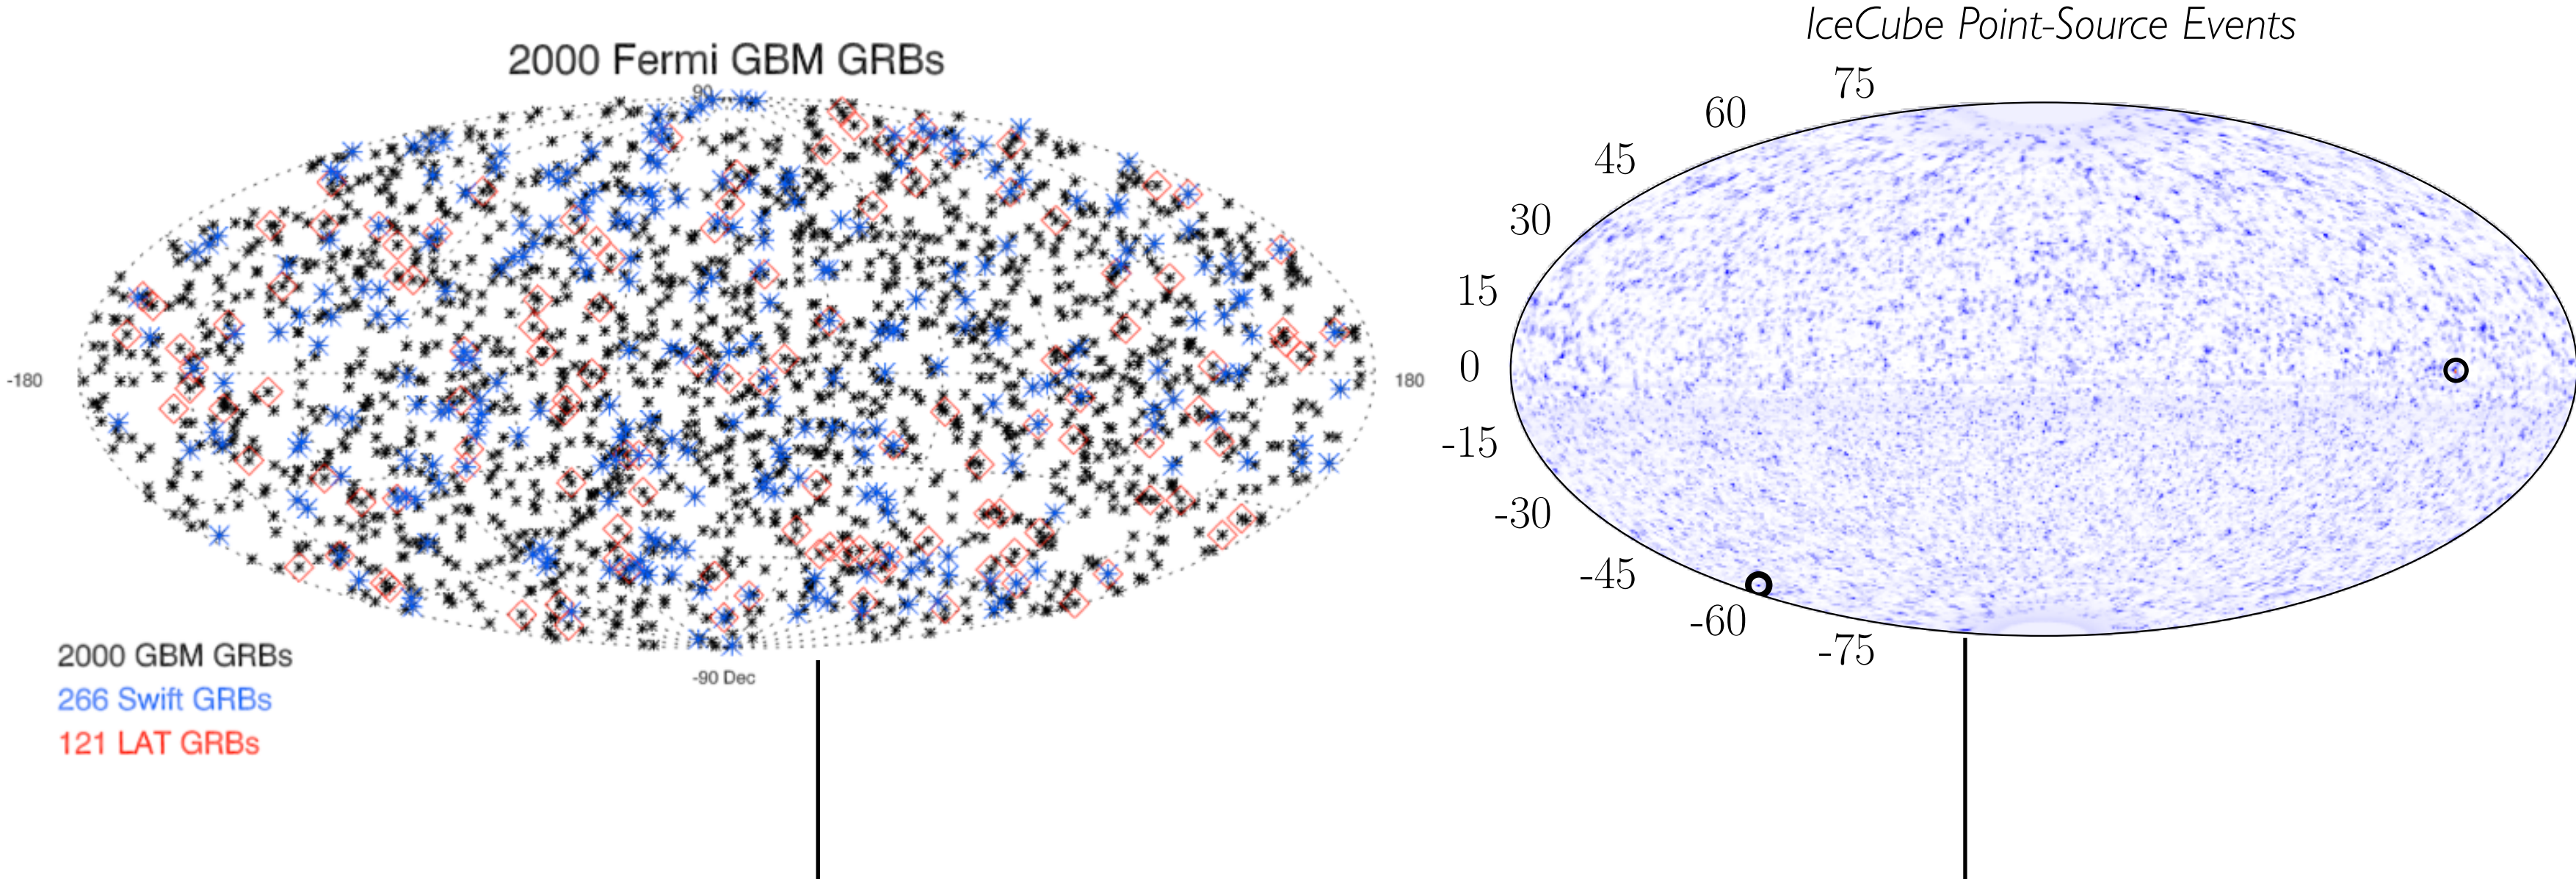 2000 Fermi GBM GRBs
90
-180
180
-90 Dec
2000 GBM GRBs
266 Swift GRBs
121 LAT GRBs
IceCube Point-Source Events
75
60
45
30
15
0
-15
-30
-45
-60
-75